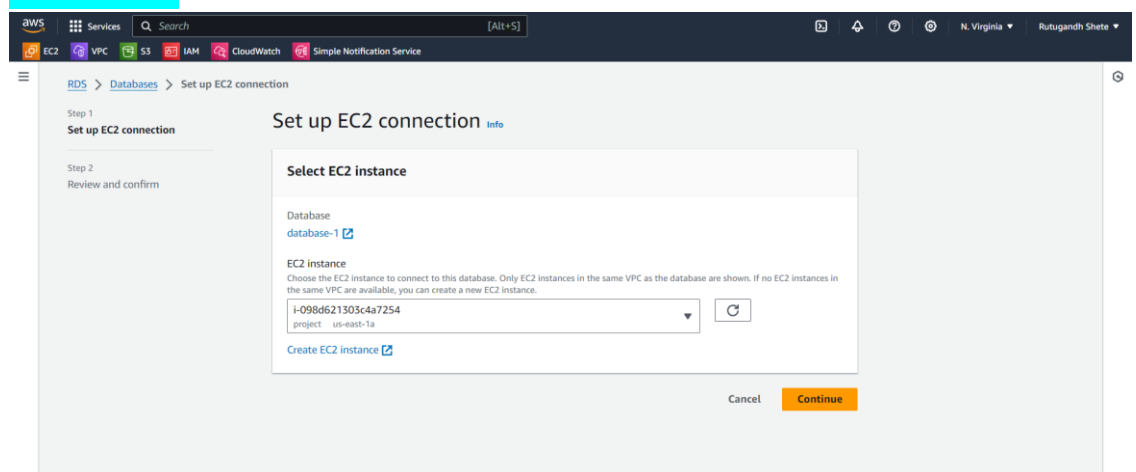 aws
Services
Search
[Alt+S]
N. Virginia ▼
Rutugandh Shete ▼
EC2
VPC
S3
IAM
CloudWatch
Simple Notification Service
RDS > Databases > Set up EC2 connection
Step 1
Set up EC2 connection
Step 2
Review and confirm
Set up EC2 connection Info
Select EC2 instance
Database
database-1
EC2 instance
Choose the EC2 instance to connect to this database. Only EC2 instances in the same VPC as the database are shown. If no EC2 instances in
the same VPC are available, you can create a new EC2 instance.
i-098d621303c4a7254
project us-east-1a
Create EC2 instance
Cancel
Continue